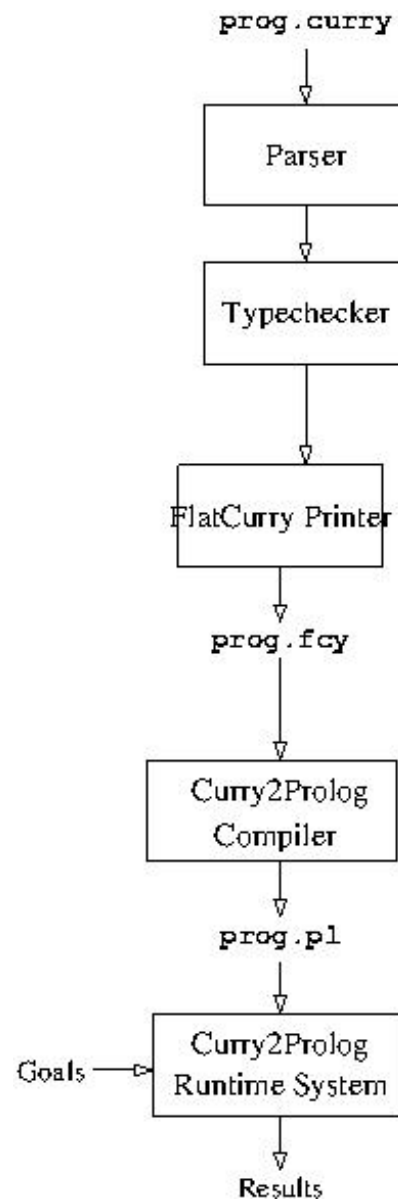 prog.curry
Parser
Typechecker
FlatCurry Printer
prog.fcy
Curry2Prolog
Compiler
prog.pl
Curry2Prolog
Goals
Runtime System
Results